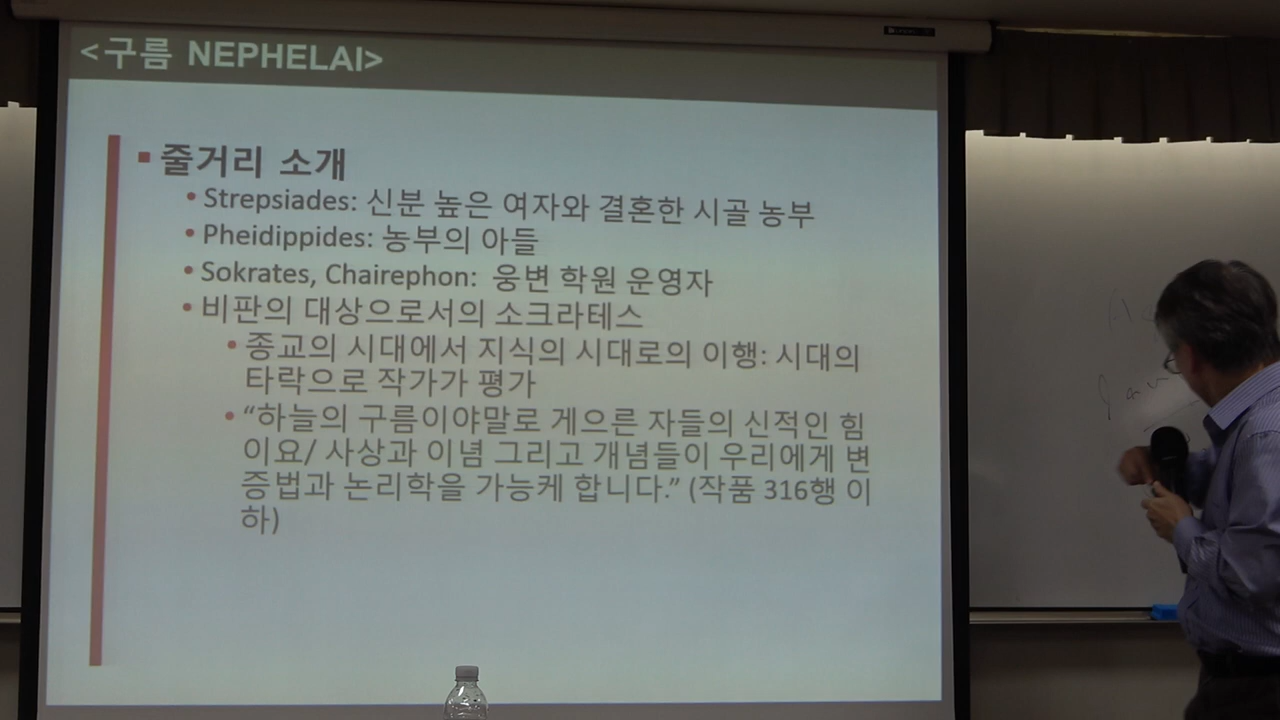 <구름 NEPHELAI>
▪ 줄거리 소개
• Strepsiades: 신분 높은 여자와 결혼한 시골 농부
• Pheidippides: 농부의 아들
• Sokrates, Chairephon: 웅변 학원 운영자
• 비판의 대상으로서의 소크라테스
• 종교의 시대에서 지식의 시대로의 이행: 시대의
타락으로 작가가 평가
• “하늘의 구름이야말로 게으른 자들의 신적인 힘
이요/ 사상과 이념 그리고 개념들이 우리에게 변
증법과 논리학을 가능케 합니다.” (작품 316행 이
하)